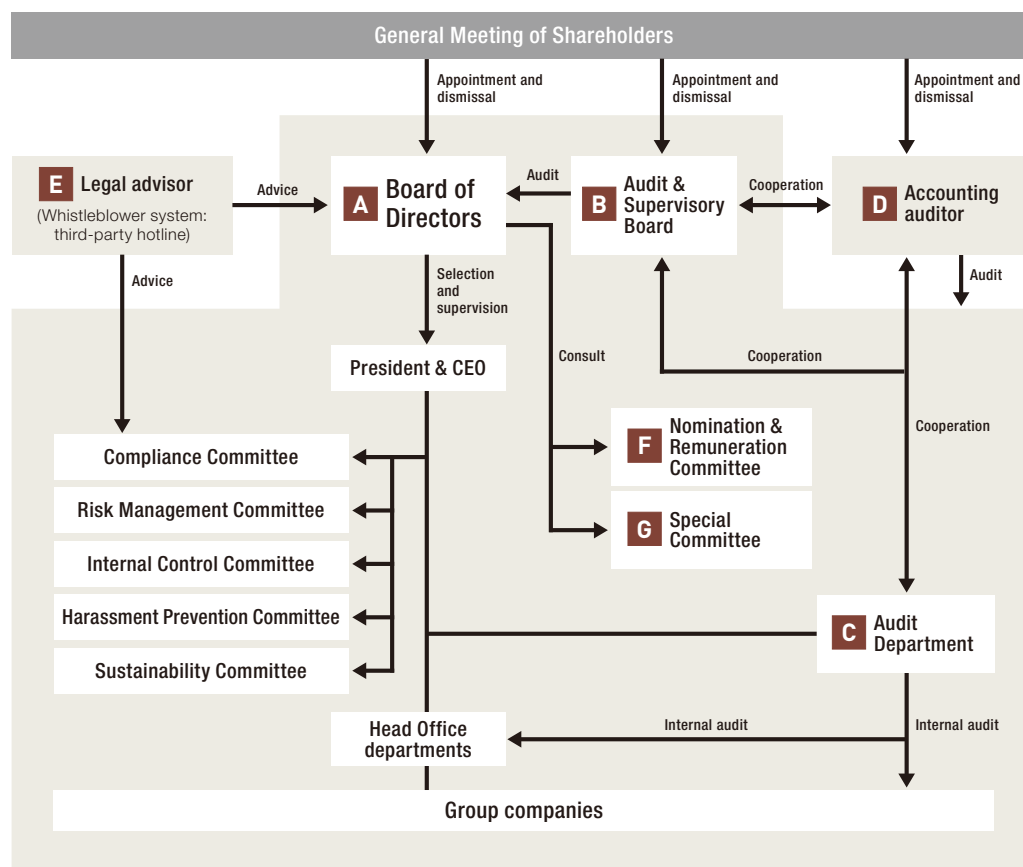 General Meeting of Shareholders
Appointment and
dismissal
Appointment and
dismissal
Appointment and
dismissal
E Legal advisor
(Whistleblower system:
third-party hotline)
Advice
A Board of
Directors
Audit
B Audit &
Supervisory
Board
Cooperation
D Accounting
auditor
Advice
Selection
and
supervision
Audit
President & CEO
Consult
Cooperation
Cooperation
F Nomination &
Remuneration
Committee
G Special
Committee
Compliance Committee
Risk Management Committee
Internal Control Committee
Harassment Prevention Committee
Sustainability Committee
C Audit
Department
Head Office
departments
Internal audit
Internal audit
Group companies